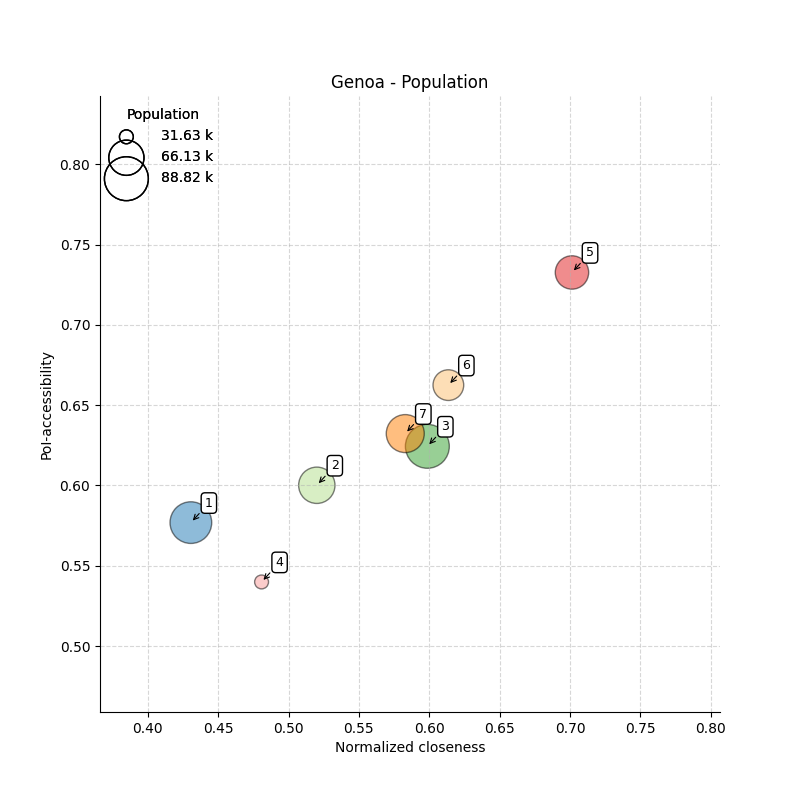 Genoa - Population
Population
31.63 k
66.13 k
88.82 k
0.80
0.75
0.70
0.65
0.60
0.55
0.50
PoI-accessibility
5
6
7
3
2
1
4
0.40 0.45 0.50 0.55 0.60 0.65 0.70 0.75 0.80
Normalized closeness